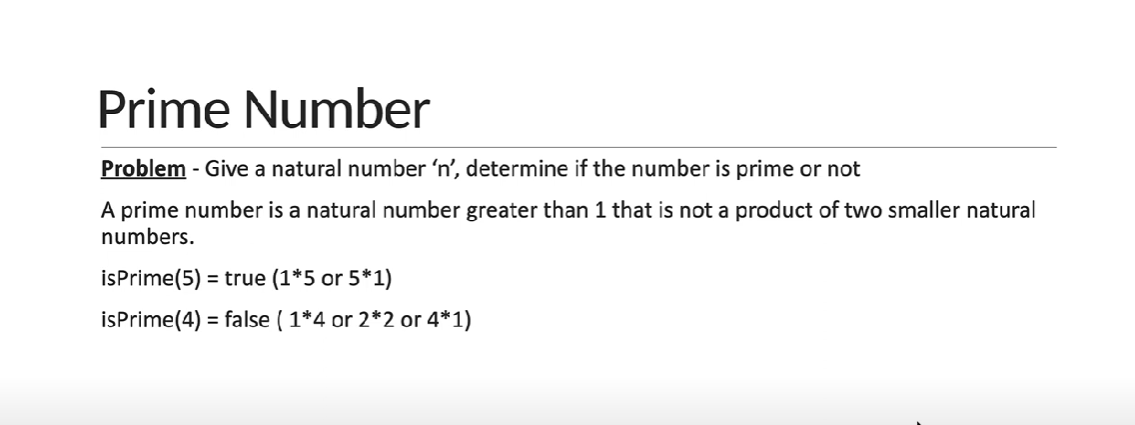 Prime Number
Problem - Give a natural number ‘n’, determine if the number is prime or not
A prime number is a natural number greater than 1 that is not a product of two smaller natural
numbers.
isPrime(5) = true (1*5 or 5*1)
isPrime(4) = false ( 1*4 or 2*2 or 4*1)